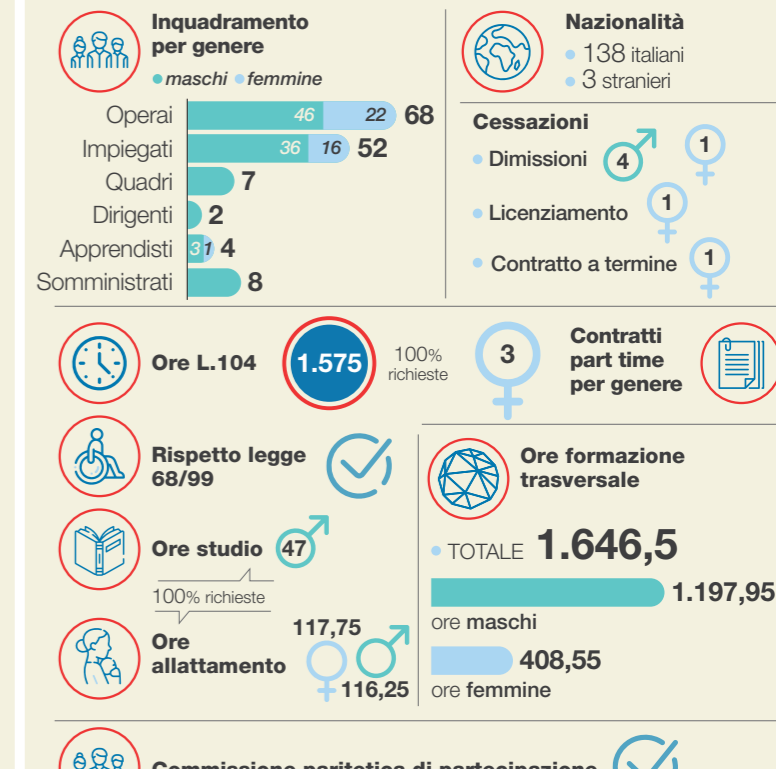 Inquadramento
per genere
maschi femmine
Operai 46 22 68
Impiegati 36 16 52
Quadri 7
Dirigenti 2
Apprendisti 3 1 4
Somministrati 8
Nazionalità
138 italiani
3 stranieri
Cessazioni
Dimissioni 4 1
Licenziamento 1
Contratto a termine 1
Ore L.104 1.575 100%
richieste
3
Contratti
part time
per genere
Rispetto legge
68/99
Ore studio 47
100% richieste
Ore
allattamento
117,75
116,25
Ore formazione
trasversale
TOTALE 1.646,5
1.197,95
ore maschi
408,55
ore femmine
Commissione paritetica di partecipazione